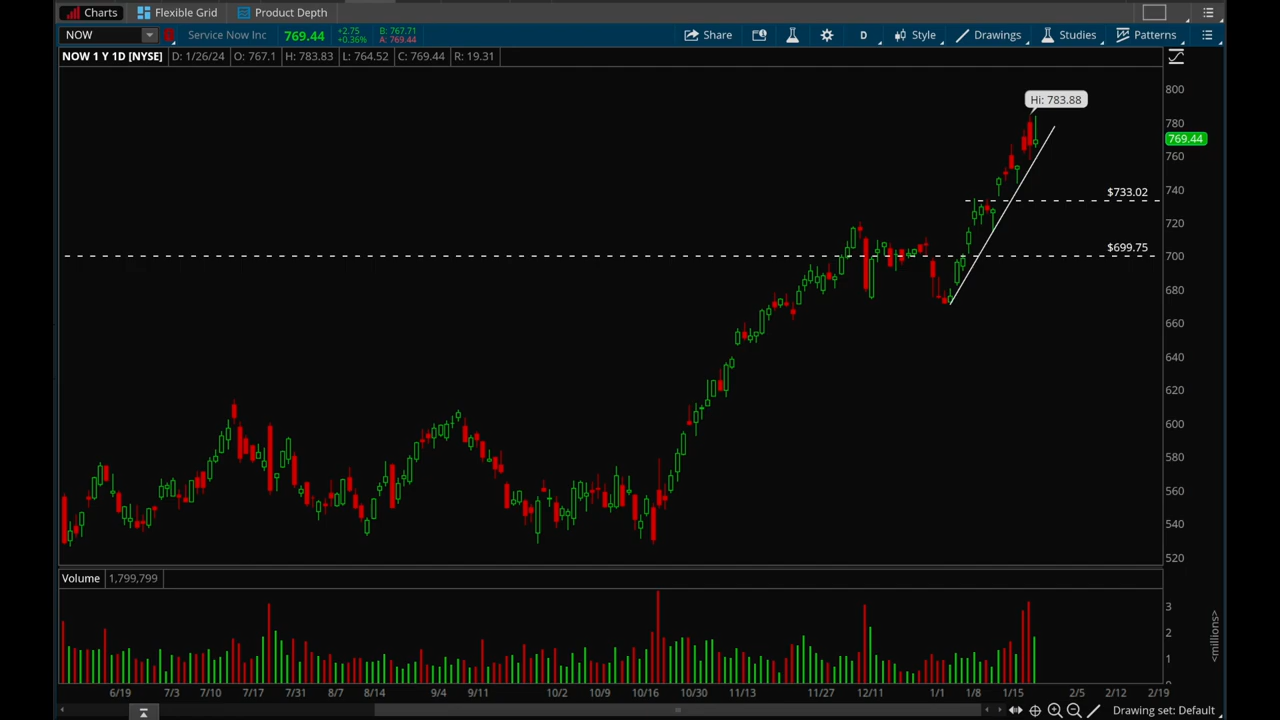 Charts Flexible Grid Product Depth
NOW Service Now Inc 769.44 +2.75 +0.36% B: 767.71 A: 769.44 Share D Style Drawings Studies Patterns
NOW 1 Y 1D [NYSE] D: 1/26/24 O: 767.1 H: 783.83 L: 764.52 C: 769.44 R: 19.31
800
Hi: 783.88
780
769.44
760
$733.02
740
720
$699.75
700
680
660
640
620
600
580
560
540
520
Volume 1,799,799
3
2
1
0
<millions>
6/19 7/3 7/10 7/17 7/31 8/7 8/14 9/4 9/11 10/2 10/9 10/16 10/30 11/13 11/27 12/11 1/1 1/8 1/15 2/5 2/12 2/19
Drawing set: Default